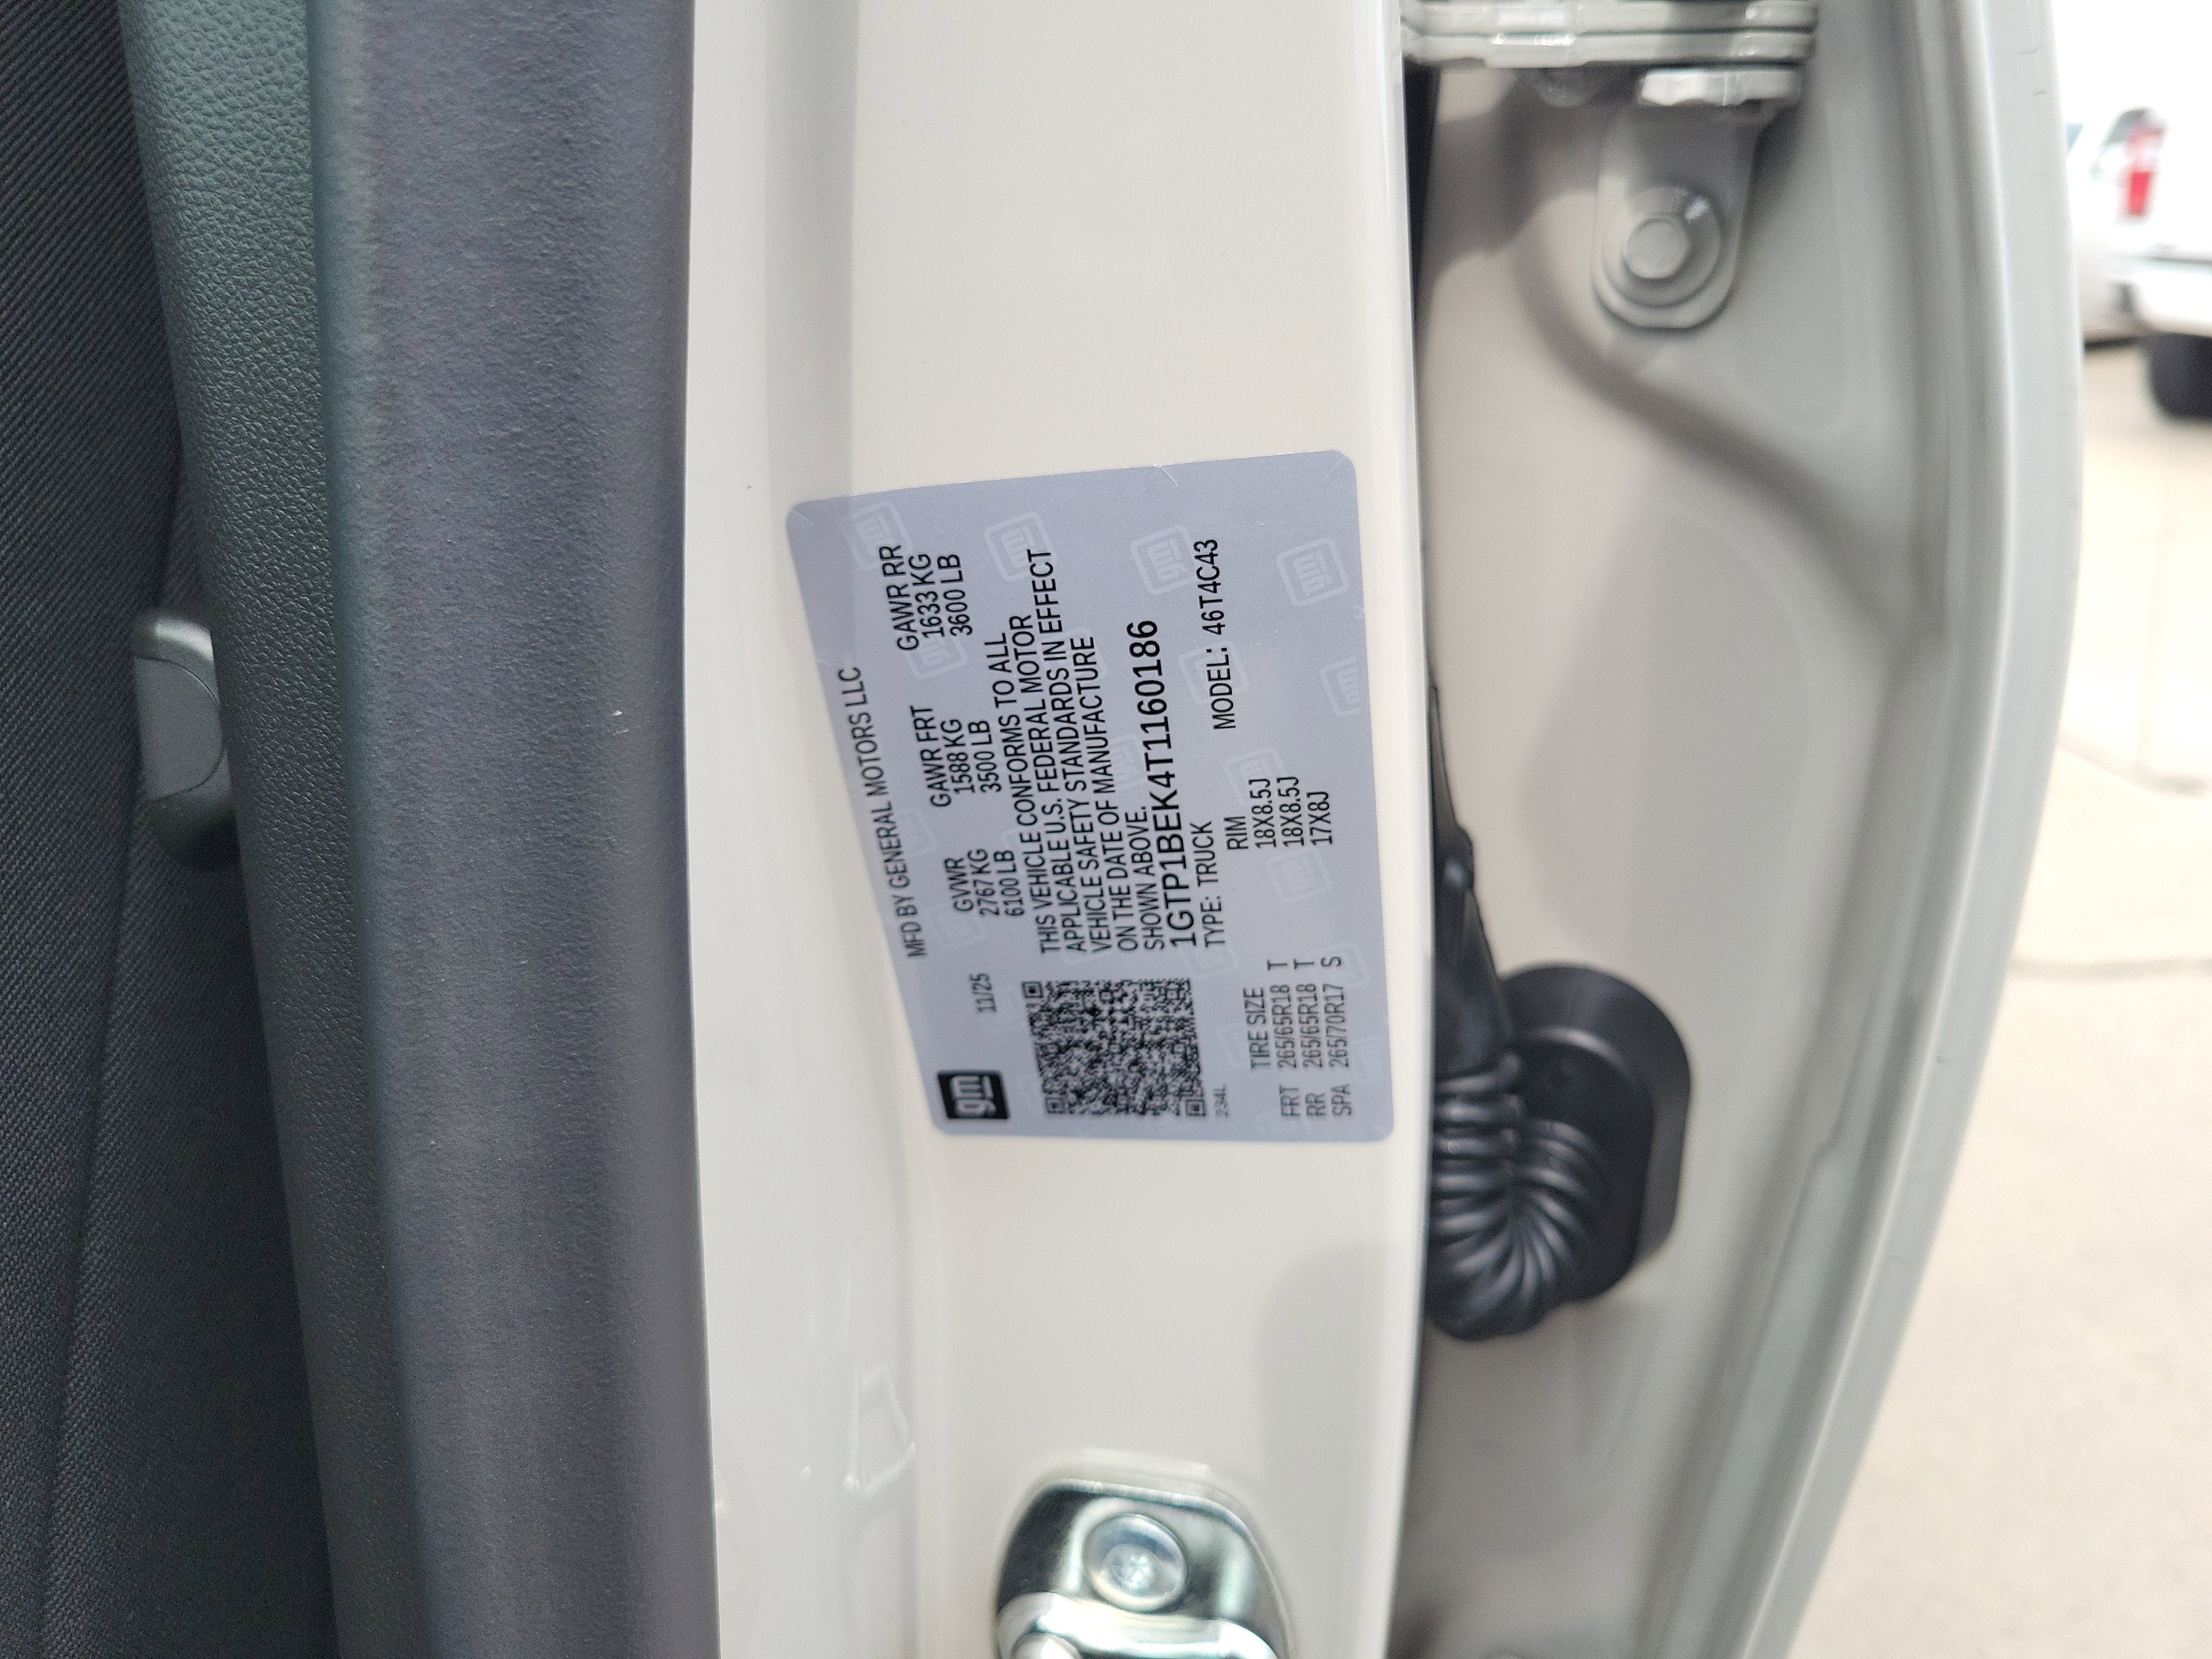 MFD BY GENERAL MOTORS LLC
gm
11/25
GVWR GAWR FRT GAWR RR
2767 KG 1588 KG 1633 KG
6100 LB 3500 LB 3600 LB
THIS VEHICLE CONFORMS TO ALL
APPLICABLE U.S. FEDERAL MOTOR
VEHICLE SAFETY STANDARDS IN EFFECT
ON THE DATE OF MANUFACTURE
SHOWN ABOVE.
1GTP1BEK4T1160186
TYPE: TRUCK MODEL: 46T4C43
234L
TIRE SIZE RIM
FRT 265/65R18 T 18X8.5J
RR 265/65R18 T 18X8.5J
SPA 265/70R17 S 17X8J